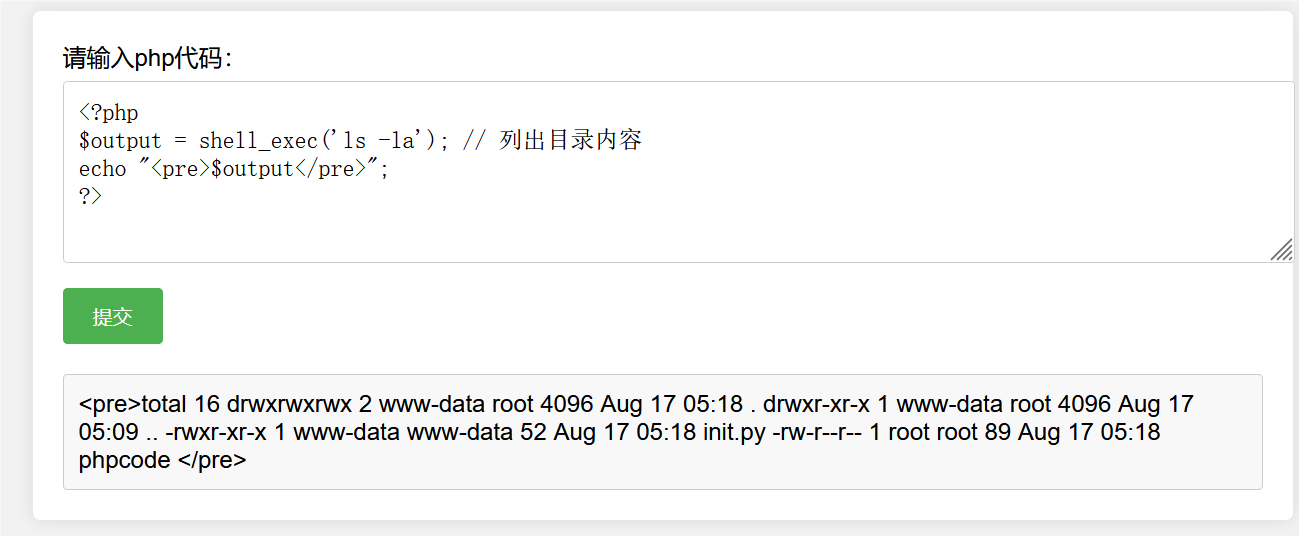 请输入php代码：
<?php
$output = shell_exec('ls -la'); // 列出目录内容
echo "<pre>$output</pre>";
?>
提交
<pre>total 16 drwxrwxrwx 2 www-data root 4096 Aug 17 05:18 . drwxr-xr-x 1 www-data root 4096 Aug 17
05:09 .. -rwxr-xr-x 1 www-data www-data 52 Aug 17 05:18 init.py -rw-r--r-- 1 root root 89 Aug 17 05:18
phpcode </pre>